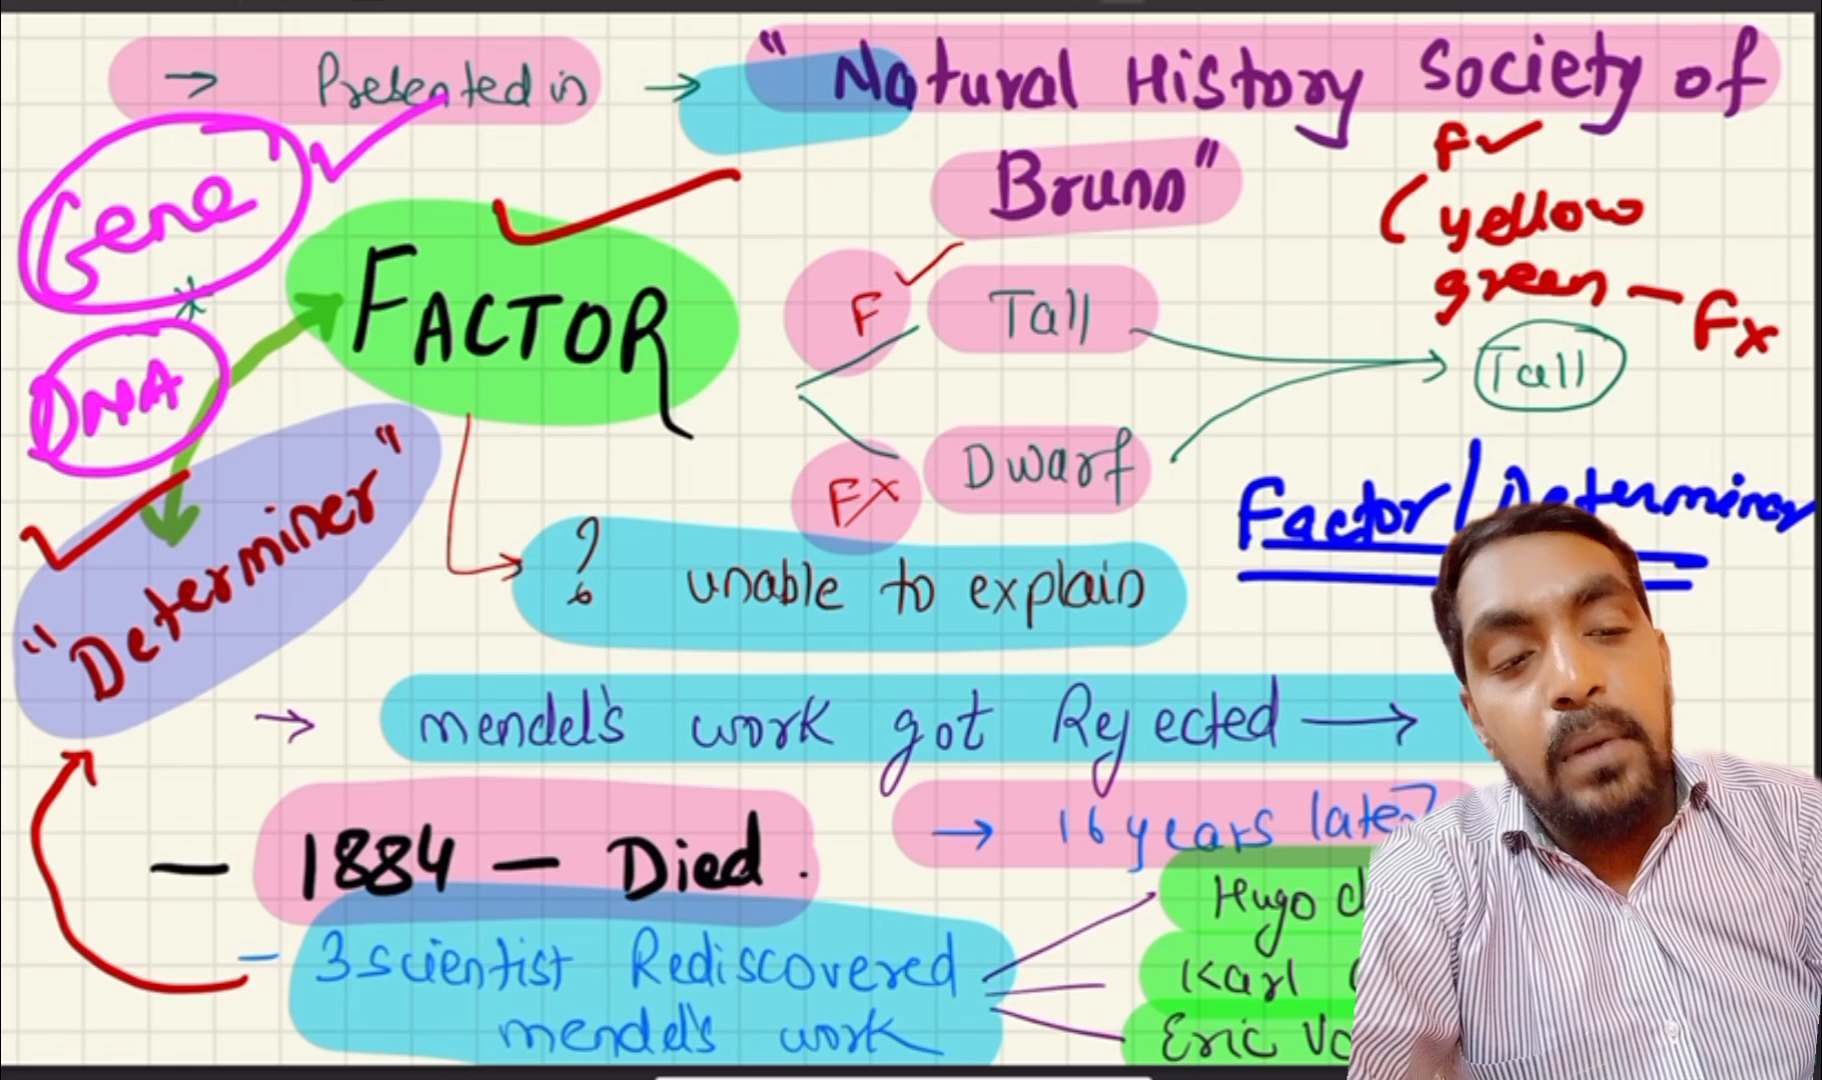 → Presented in → "Natural History Society of
Brunn"
Gene
DNA
FACTOR
"Determiner"
F Tall
Fx Dwarf
Tall
F
yellow
green - Fx
Factor/Determiner
? unable to explain
→ mendel's work got Rejected →
- 1884 - Died.
→ 16 years later
- 3 scientist Rediscovered
mendel's work
Hugo
Karl
Eric